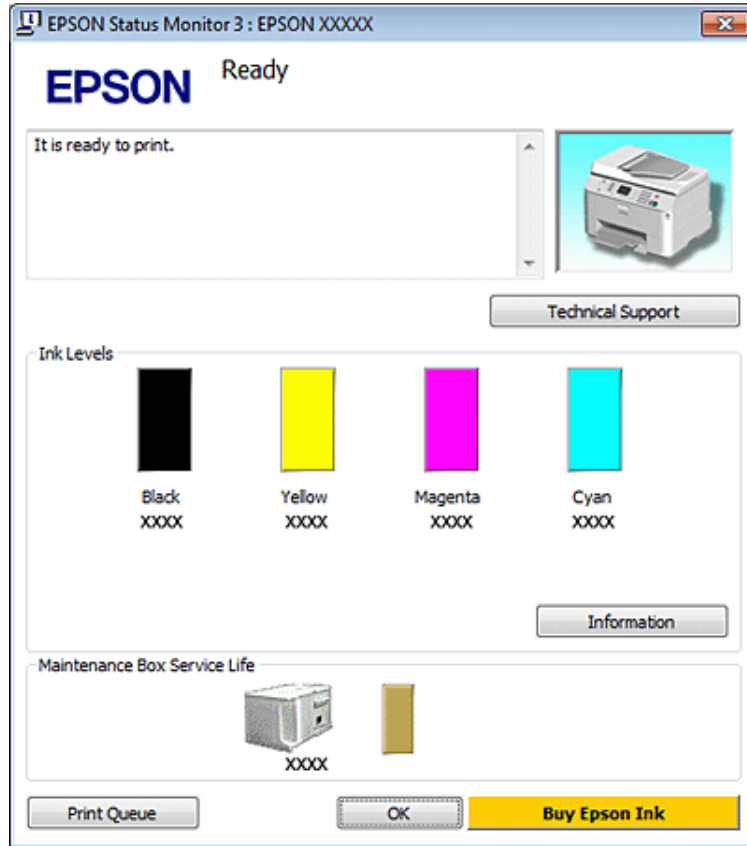 EPSON Status Monitor 3 : EPSON XXXXX
EPSON
Ready
It is ready to print.
Technical Support
Ink Levels
Black
Yellow
Magenta
Cyan
XXXX
XXXX
XXXX
XXXX
Information
Maintenance Box Service Life
XXXX
Print Queue
OK
Buy Epson Ink